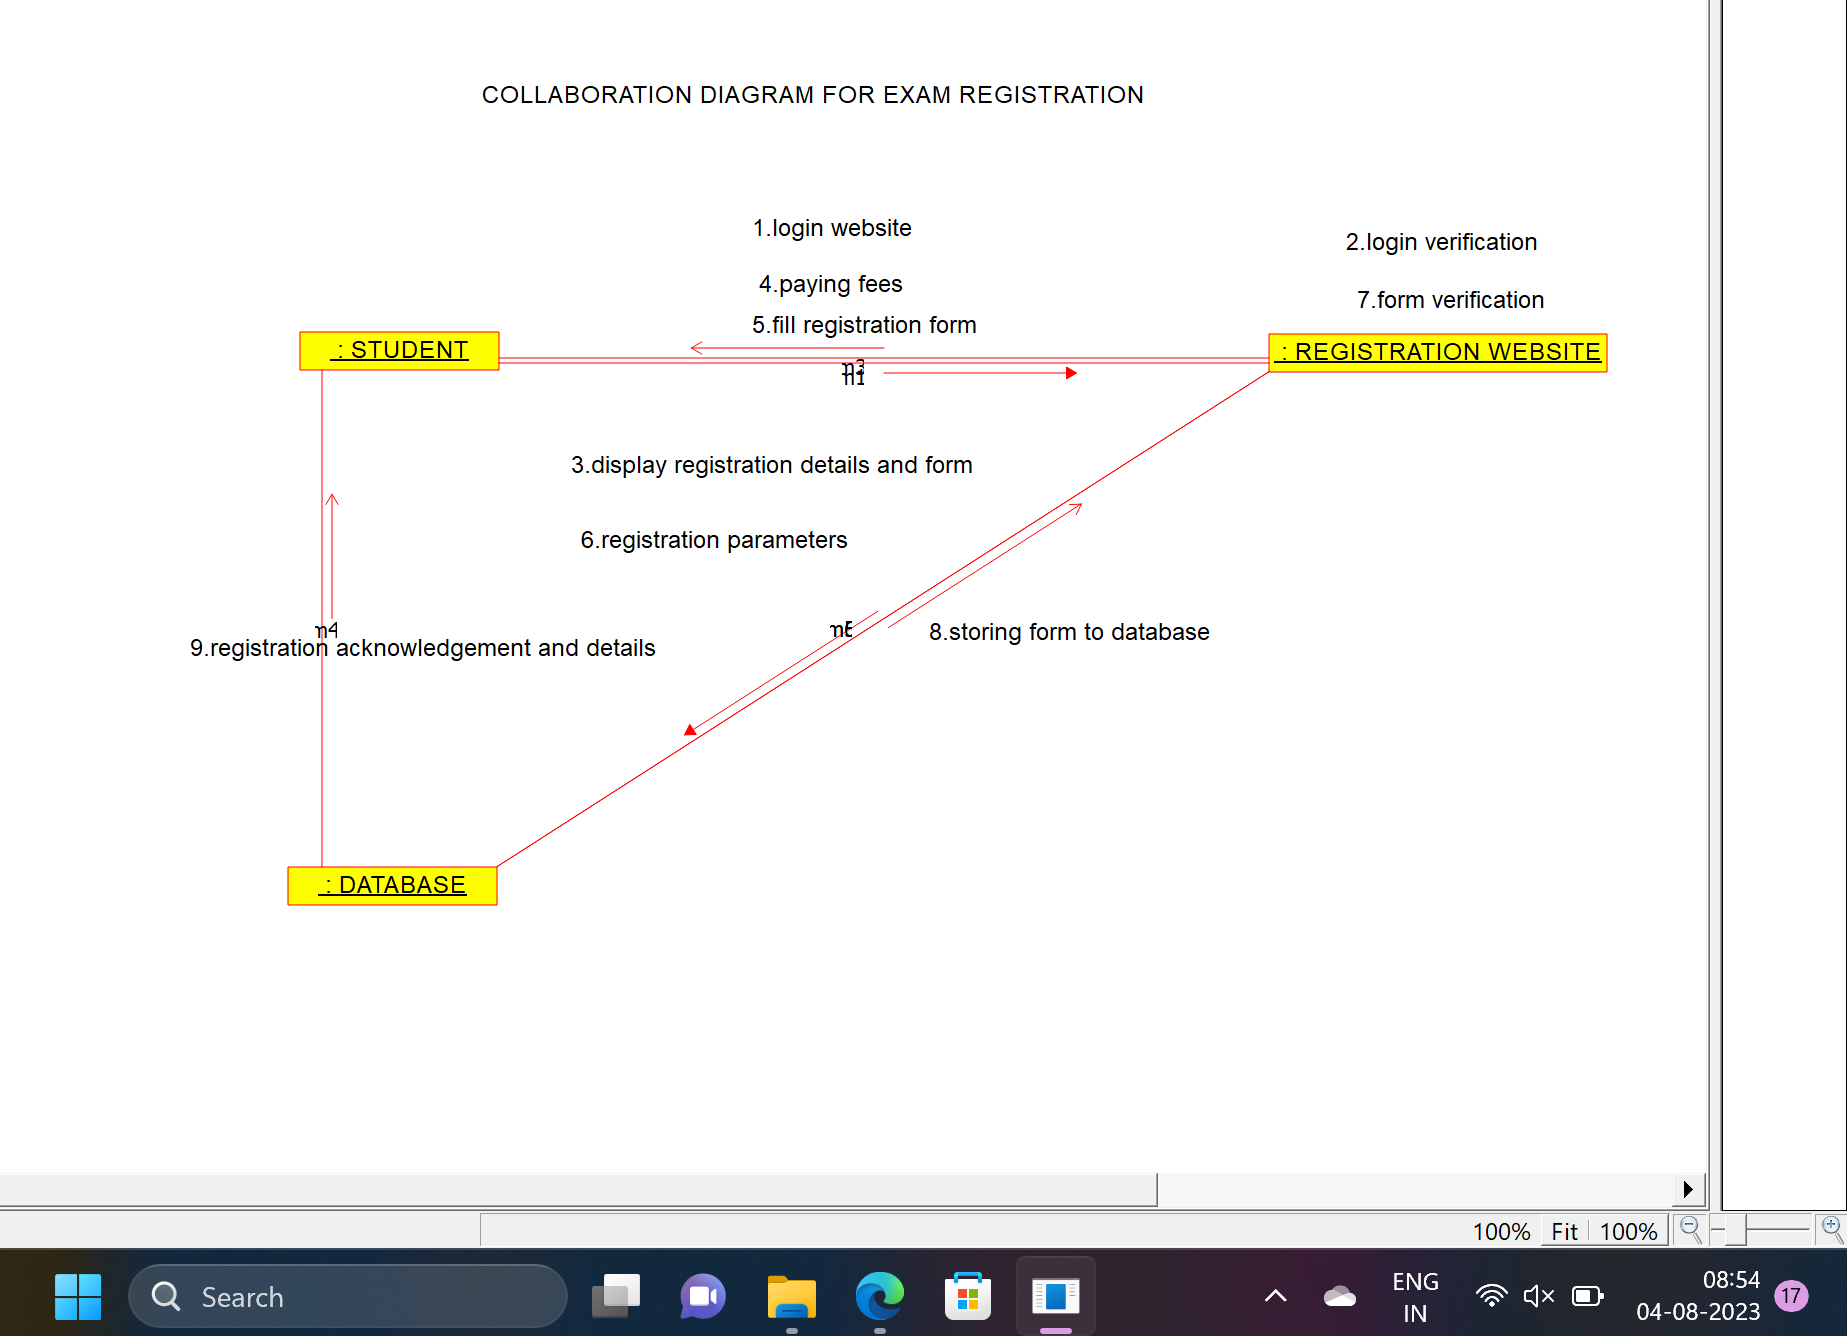 COLLABORATION DIAGRAM FOR EXAM REGISTRATION
1.login website
2.login verification
4.paying fees
7.form verification
5.fill registration form
: STUDENT
: REGISTRATION WEBSITE
m3
3.display registration details and form
6.registration parameters
m4
8.storing form to database
9.registration acknowledgement and details
: DATABASE
100%
Fit
100%
Search
ENG
IN
08:54
04-08-2023
17